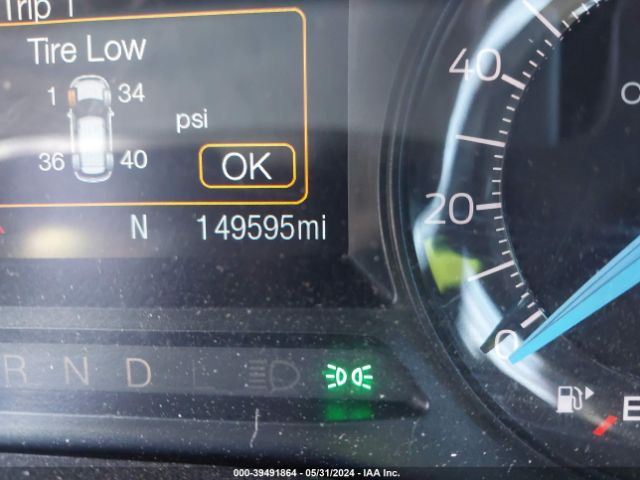 Trip 1
Tire Low
1 34
psi
36 40
OK
N 149595mi
40
20
0
R N D
E
000-39491864 - 05/31/2024 - IAA Inc.